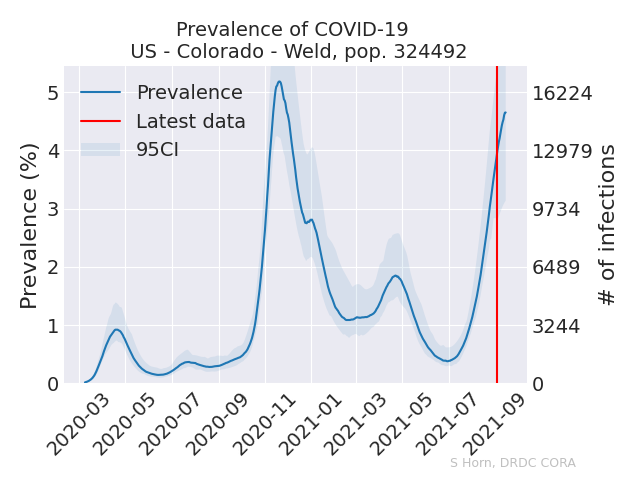 Prevalence of COVID-19
US - Colorado - Weld, pop. 324492
Prevalence
Latest data
95CI
Prevalence (%)
5
4
3
2
1
0
16224
12979
9734
6489
3244
0
# of infections
2020-03
2020-05
2020-07
2020-09
2020-11
2021-01
2021-03
2021-05
2021-07
2021-09
S Horn, DRDC CORA